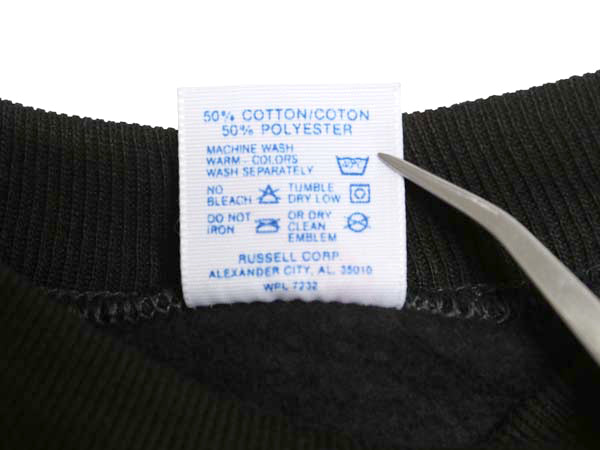 50% COTTON/COTON
50% POLYESTER
MACHINE WASH
WARM - COLORS
WASH SEPARATELY
NO BLEACH
TUMBLE DRY LOW
DO NOT IRON
OR DRY CLEAN EMBLEM
RUSSELL CORP.
ALEXANDER CITY, AL. 35010
WPL 7232